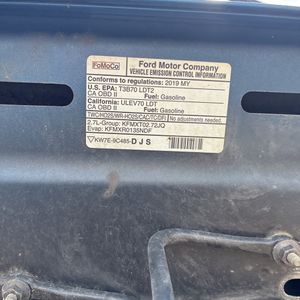 FoMoCo
Ford Motor Company
VEHICLE EMISSION CONTROL INFORMATION
Conforms to regulations: 2019 MY
U.S. EPA: T3B70 LDT2
CA OBD II Fuel: Gasoline
California: ULEV70 LDT
CA OBD II Fuel: Gasoline
TWC/HO2S/WR-HO2S/CAC/TC/DFI No adjustments needed.
2.7L-Group: KFMXT02.72JQ
Evap: KFMXR0135NDF
KW7E-9C485-DJS